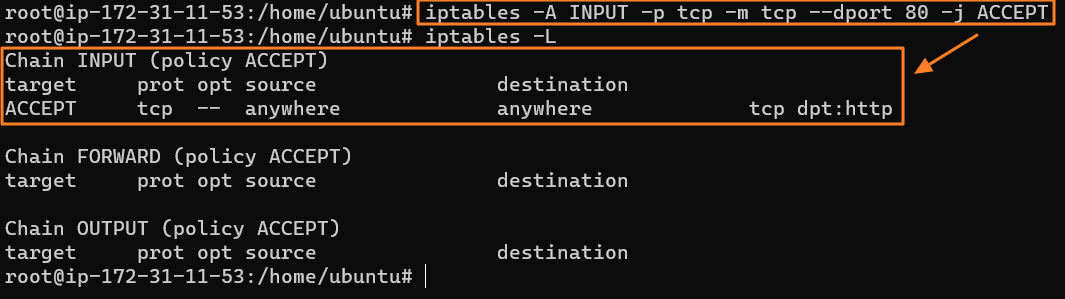 root@ip-172-31-11-53:/home/ubuntu# iptables -A INPUT -p tcp -m tcp --dport 80 -j ACCEPT
root@ip-172-31-11-53:/home/ubuntu# iptables -L
Chain INPUT (policy ACCEPT)
target     prot opt source               destination
ACCEPT     tcp  --  anywhere             anywhere             tcp dpt:http

Chain FORWARD (policy ACCEPT)
target     prot opt source               destination

Chain OUTPUT (policy ACCEPT)
target     prot opt source               destination
root@ip-172-31-11-53:/home/ubuntu#